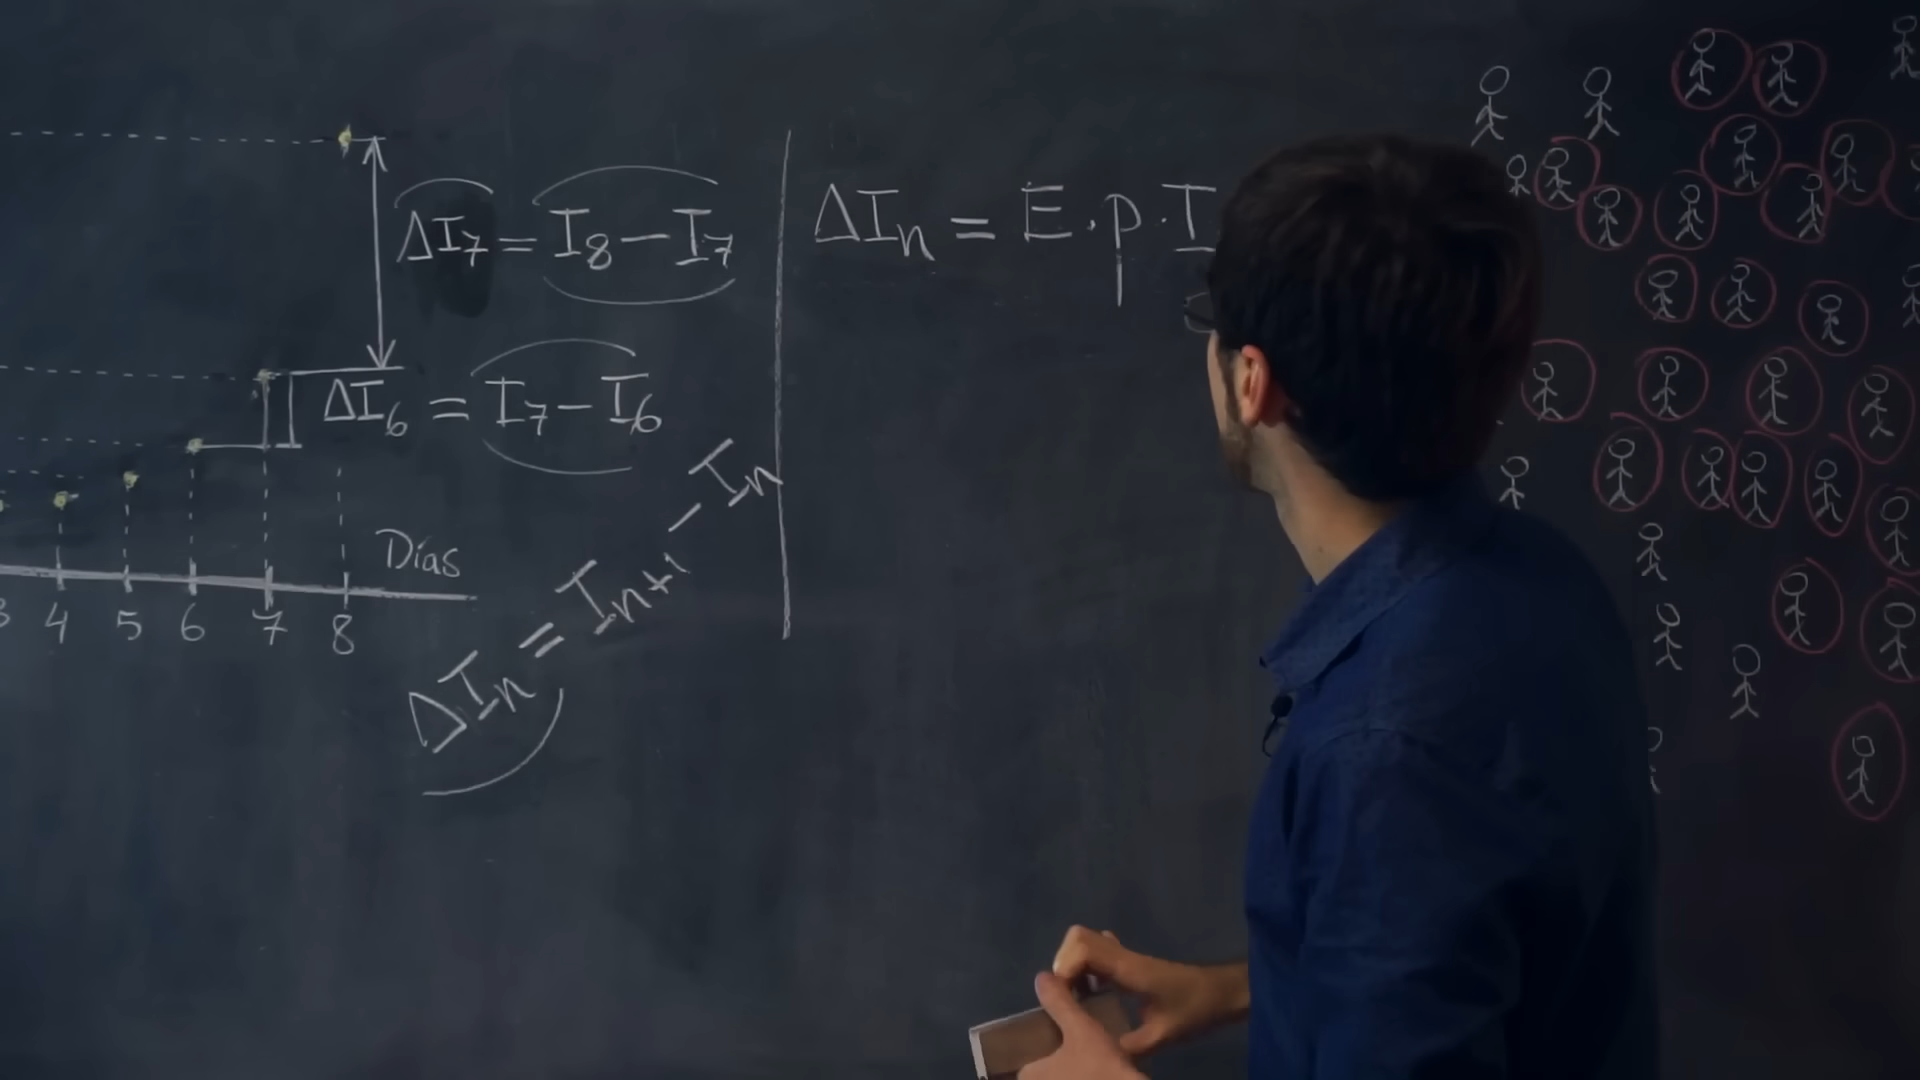 ΔI₇ = I₈ − I₇
ΔI₆ = I₇ − I₆
ΔIₙ = Iₙ₊₁ − Iₙ
Días
3 4 5 6 7 8
ΔIₙ = E · p · I